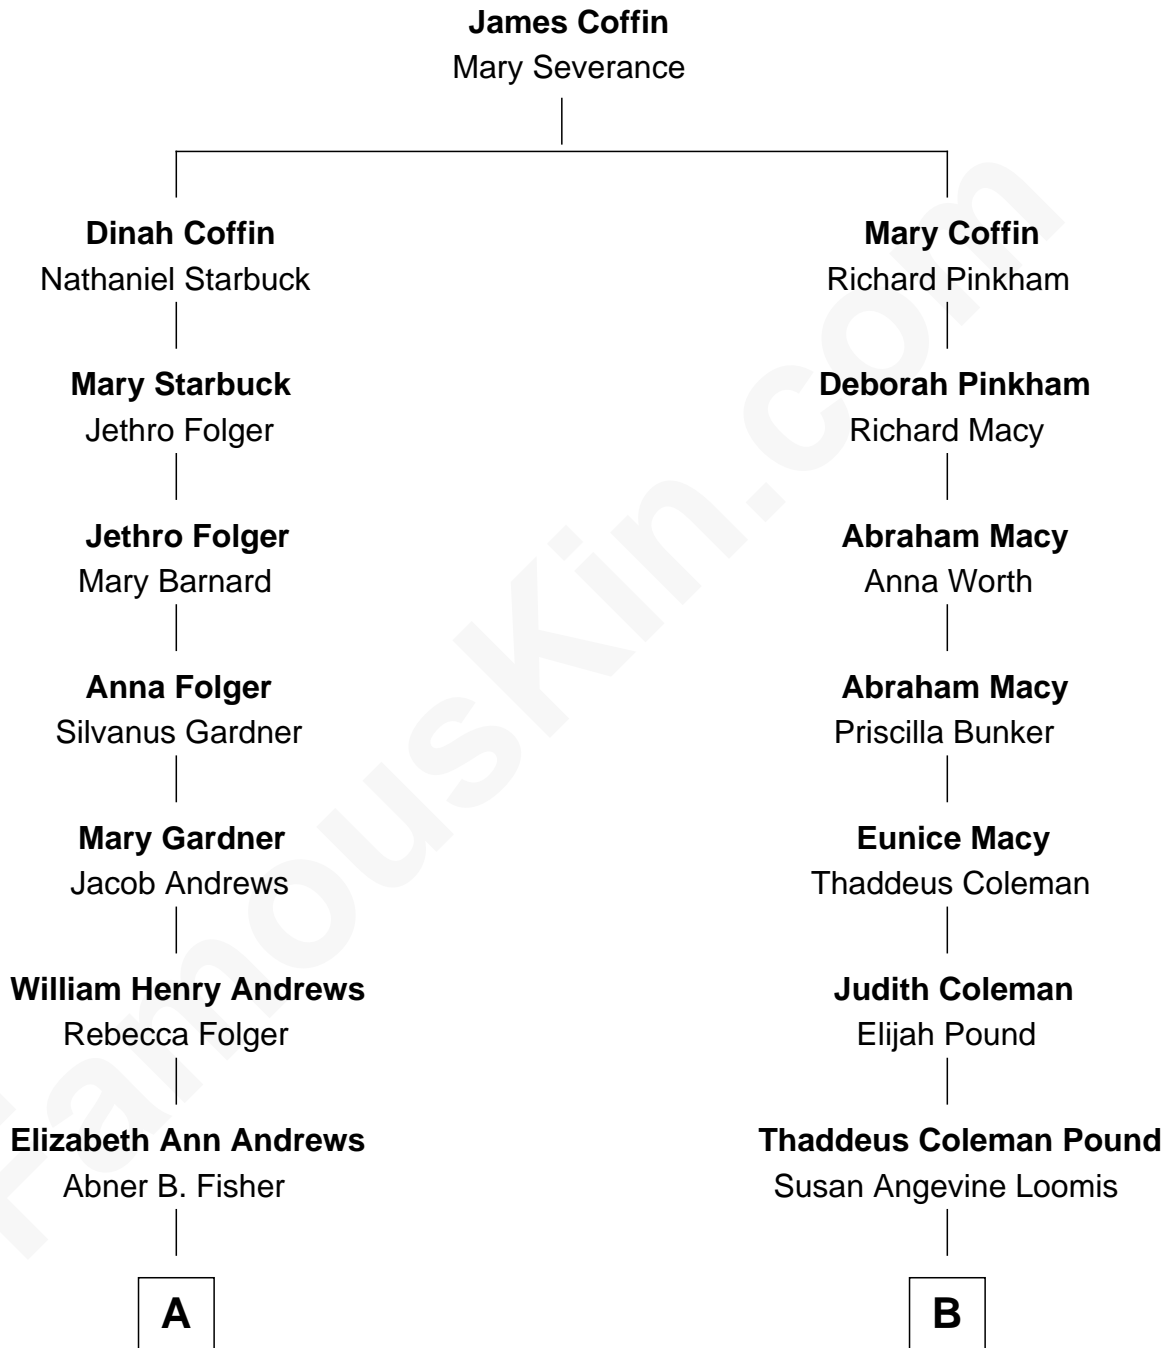 James Coffin
Mary Severance
Dinah Coffin
Nathaniel Starbuck
Mary Coffin
Richard Pinkham
Mary Starbuck
Jethro Folger
Deborah Pinkham
Richard Macy
Jethro Folger
Mary Barnard
Abraham Macy
Anna Worth
Anna Folger
Silvanus Gardner
Abraham Macy
Priscilla Bunker
Mary Gardner
Jacob Andrews
Eunice Macy
Thaddeus Coleman
William Henry Andrews
Rebecca Folger
Judith Coleman
Elijah Pound
Elizabeth Ann Andrews
Abner B. Fisher
Thaddeus Coleman Pound
Susan Angevine Loomis
A
B
FamousKin.com